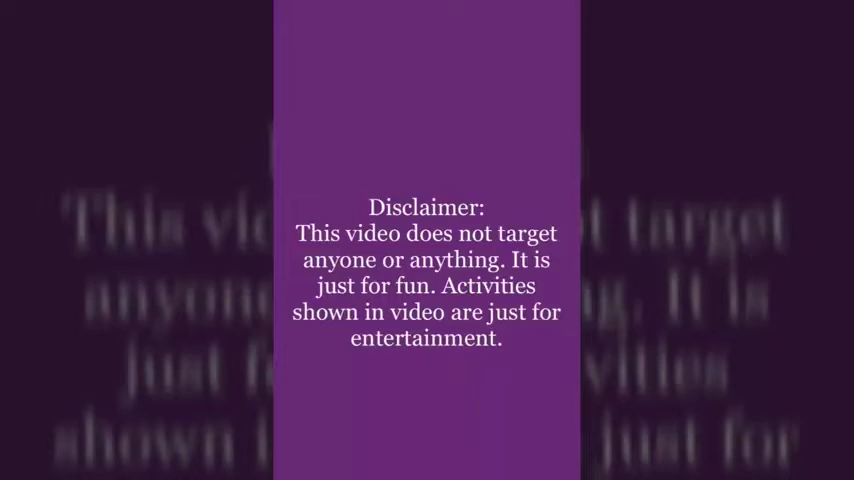 Disclaimer:
This video does not target
anyone or anything. It is
just for fun. Activities
shown in video are just for
entertainment.